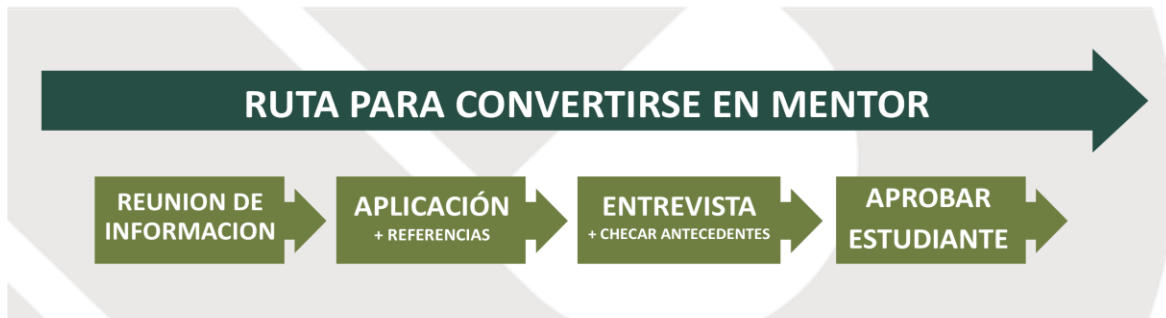 RUTA PARA CONVERTIRSE EN MENTOR
REUNION DE
INFORMACION
APLICACIÓN
+ REFERENCIAS
ENTREVISTA
+ CHECAR ANTECEDENTES
APROBAR
ESTUDIANTE